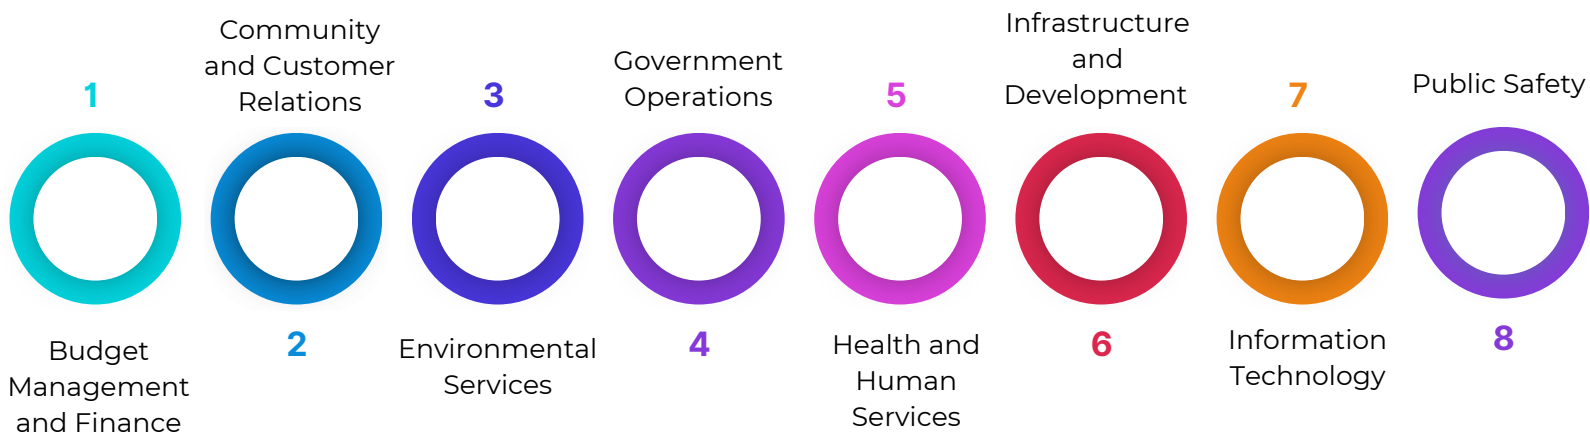 1
Budget
Management
and Finance
Community
and Customer
Relations
2
3
Environmental
Services
Government
Operations
4
5
Health and
Human
Services
Infrastructure
and
Development
6
7
Information
Technology
Public Safety
8